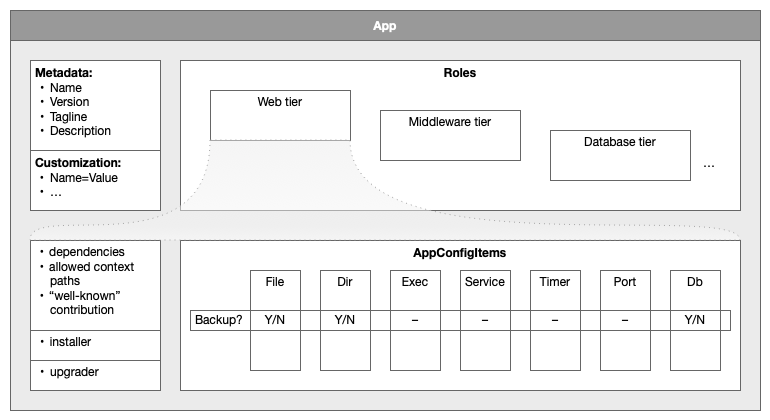 App
Metadata:
• Name
• Version
• Tagline
• Description
Customization:
• Name=Value
• ...
Roles
Web tier
Middleware tier
Database tier
...
• dependencies
• allowed context
paths
• “well-known”
contribution
• installer
• upgrader
AppConfigItems
File Dir Exec Service Timer Port Db
Backup? Y/N Y/N – – – – Y/N